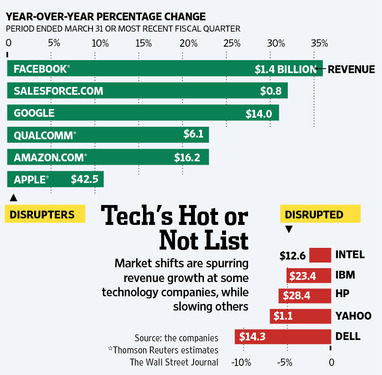 YEAR-OVER-YEAR PERCENTAGE CHANGE
PERIOD ENDED MARCH 31 OR MOST RECENT FISCAL QUARTER
0 5% 10% 15% 20% 25% 30% 35%
FACEBOOK* $1.4 BILLION REVENUE
SALESFORCE.COM $0.8
GOOGLE $14.0
QUALCOMM* $6.1
AMAZON.COM* $16.2
APPLE* $42.5
DISRUPTERS
Tech's Hot or
Not List
Market shifts are spurring
revenue growth at some
technology companies, while
slowing others
DISRUPTED
$12.6 INTEL
$23.4 IBM
$28.4 HP
$1.1 YAHOO
$14.3 DELL
-10% -5% 0
Source: the companies
*Thomson Reuters estimates
The Wall Street Journal